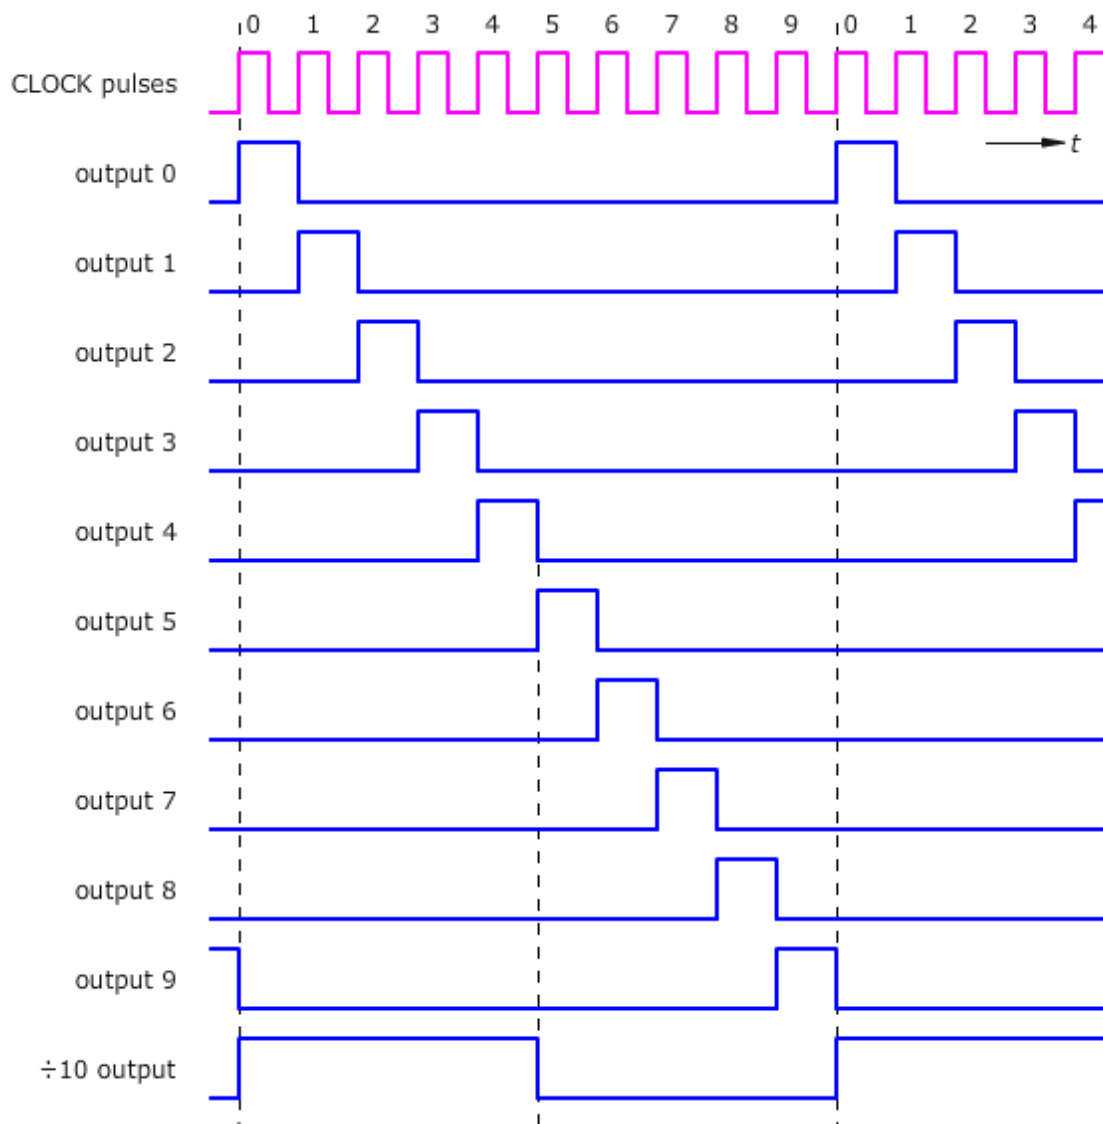 0 1 2 3 4 5 6 7 8 9 0 1 2 3 4
CLOCK pulses
t
output 0
output 1
output 2
output 3
output 4
output 5
output 6
output 7
output 8
output 9
÷10 output